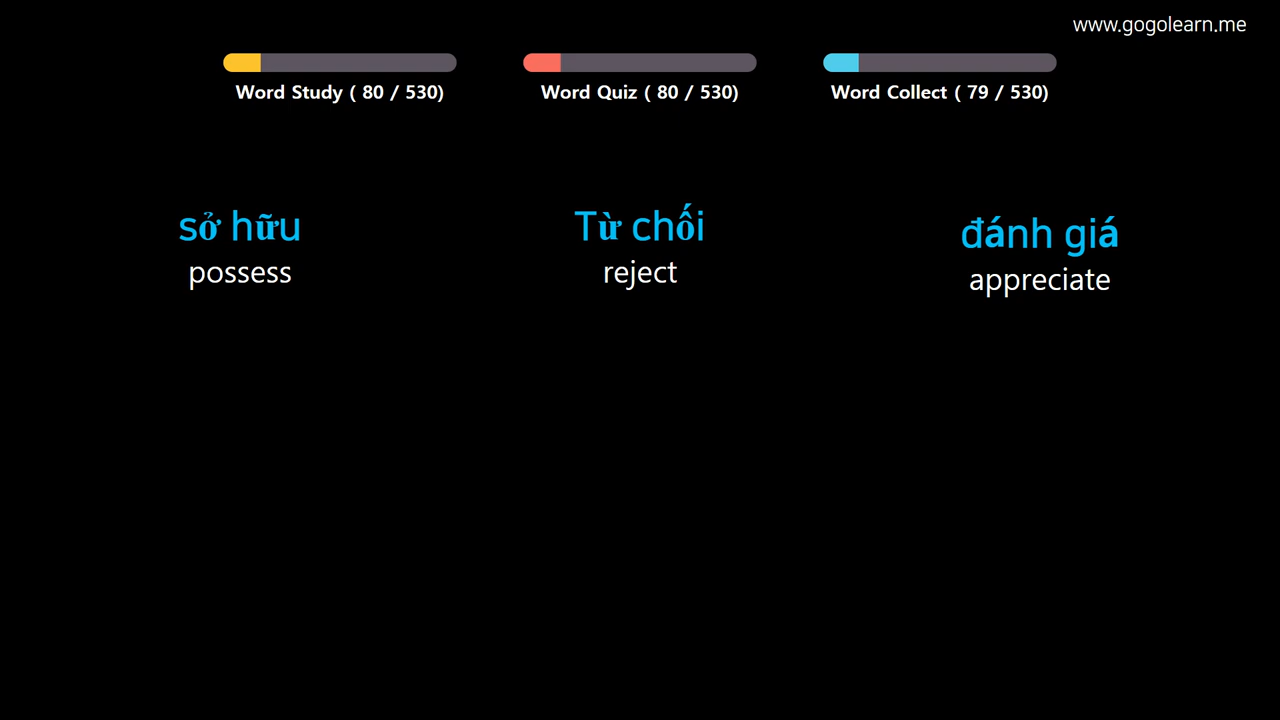 www.gogolearn.me
Word Study ( 80 / 530)
Word Quiz ( 80 / 530)
Word Collect ( 79 / 530)
sở hữu
possess
Từ chối
reject
đánh giá
appreciate